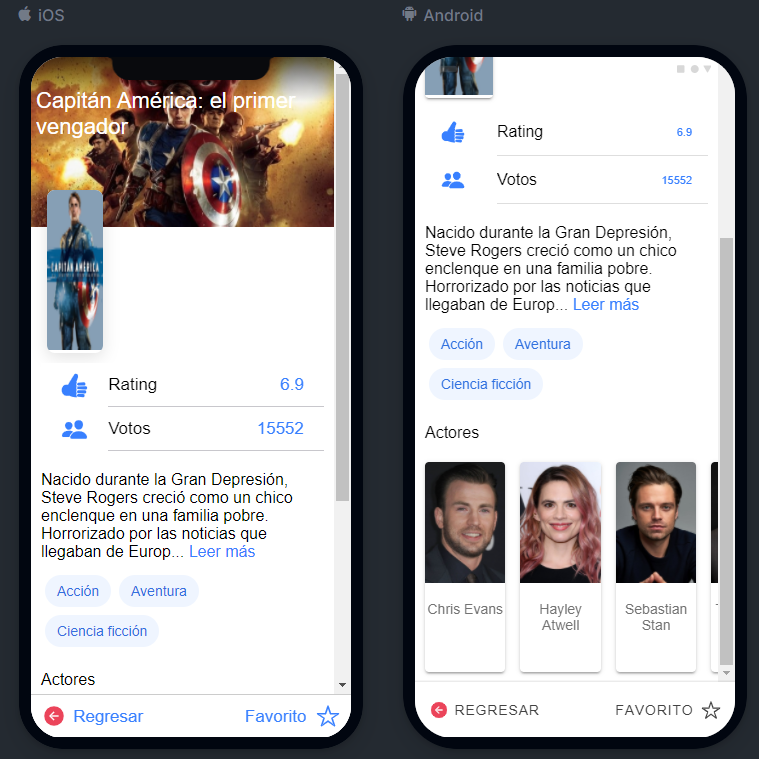 iOS
Capitán América: el primer
vengador
CAPITÁN AMÉRICA
Rating 6.9
Votos 15552
Nacido durante la Gran Depresión,
Steve Rogers creció como un chico
enclenque en una familia pobre.
Horrorizado por las noticias que
llegaban de Europ... Leer más
Acción Aventura
Ciencia ficción
Actores
Regresar Favorito
Android
Rating 6.9
Votos 15552
Nacido durante la Gran Depresión,
Steve Rogers creció como un chico
enclenque en una familia pobre.
Horrorizado por las noticias que
llegaban de Europ... Leer más
Acción Aventura
Ciencia ficción
Actores
Chris Evans Hayley Sebastian
Atwell Stan
REGRESAR FAVORITO